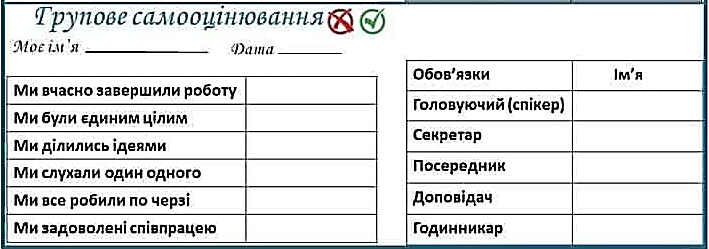 Групове самооцінювання
Моє ім'я ____________ Дата ________
Ми вчасно завершили роботу
Ми були єдиним цілим
Ми ділились ідеями
Ми слухали один одного
Ми все робили по черзі
Ми задоволені співпрацею
Обов’язки Ім’я
Головуючий (спікер)
Секретар
Посередник
Доповідач
Годинникар